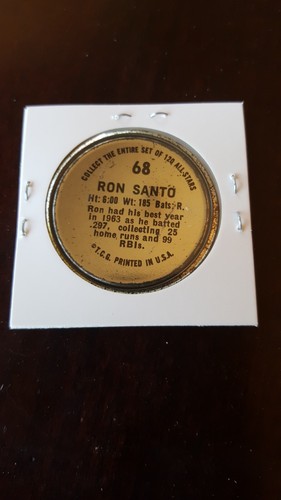 COLLECT THE ENTIRE SET OF 120 ALL-STARS
68
RON SANTO
Ht: 6:00 Wt: 185 Bats: R.
Ron had his best year
in 1963 as he batted
.297, collecting 25
home runs and 99
RBIs.
©T.C.G. PRINTED IN U.S.A.